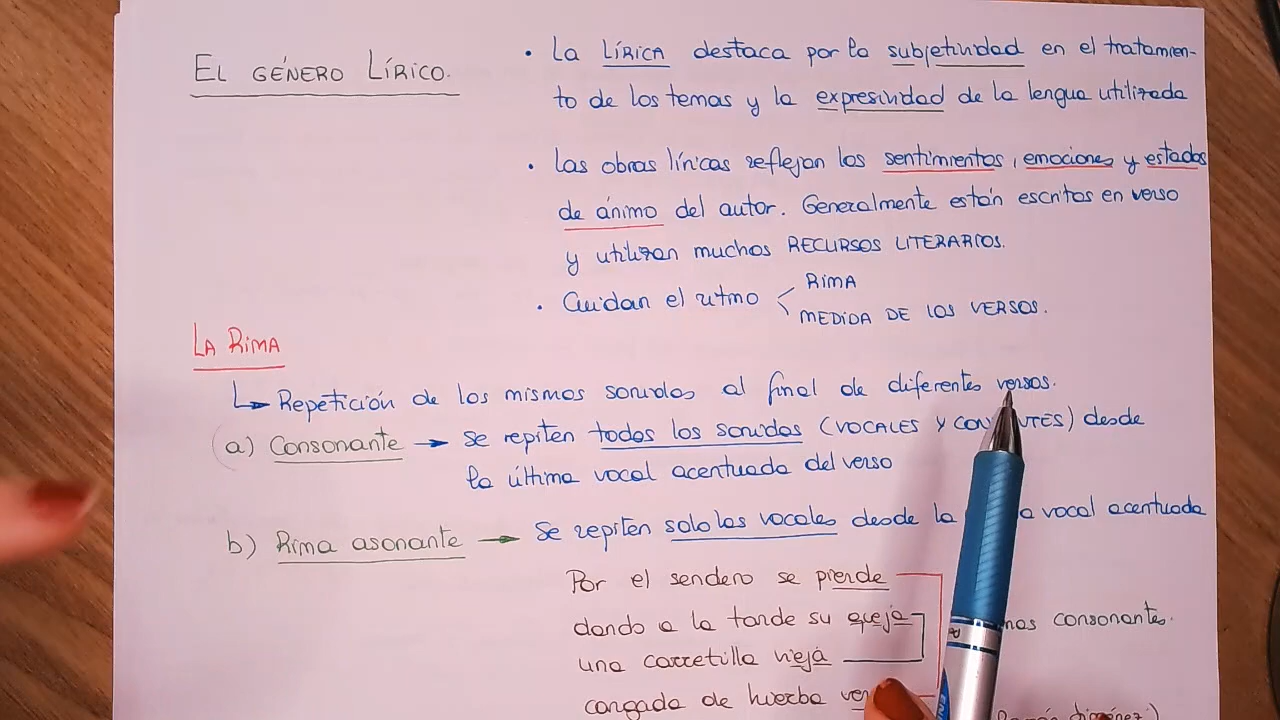 EL GÉNERO LÍRICO.
· La LÍRICA destaca por la subjetividad en el tratamien-
to de los temas y la expresividad de la lengua utilizada
· Las obras líricas reflejan los sentimientos, emociones y estados
de ánimo del autor. Generalmente están escritos en verso
y utilizan muchos RECURSOS LITERARIOS.
· Cuidan el ritmo < RIMA
MEDIDA DE LOS VERSOS.
LA RIMA
↳ Repetición de los mismos sonidos al final de diferentes versos.
(a) Consonante → se repiten todos los sonidos (VOCALES Y desde
la última vocal acentuada del verso
b) Rima asonante → Se repiten solo las vocales desde la vocal acentuada
Por el sendero se pierde
dando a la tarde su queja
una carretilla vieja
cargada de hierba
consonantes.